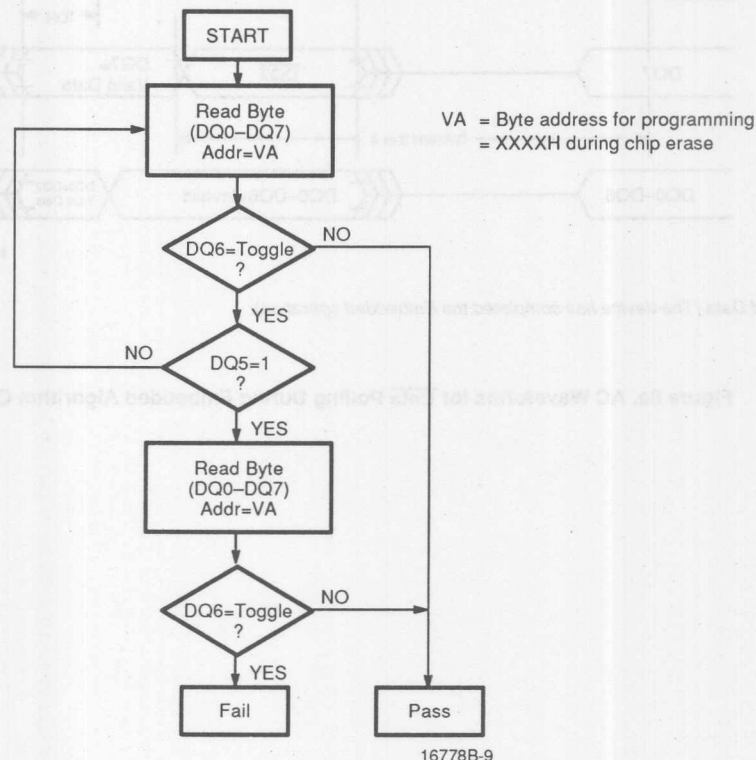 START
Read Byte
(DQ0–DQ7)
Addr=VA
VA = Byte address for programming
= XXXXH during chip erase
DQ6=Toggle
?
NO
YES
NO
DQ5=1
?
YES
Read Byte
(DQ0–DQ7)
Addr=VA
DQ6=Toggle
?
NO
YES
Fail
Pass
16778B-9